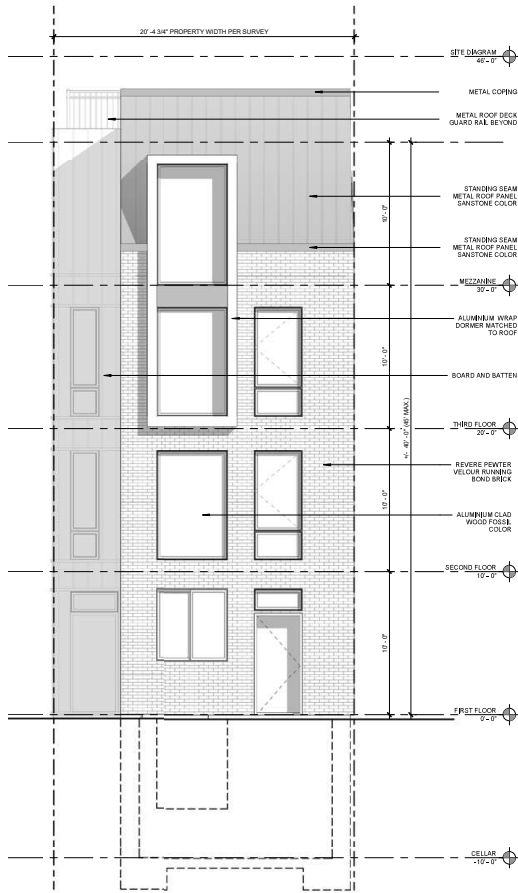 20' -4 3/4" PROPERTY WIDTH PER SURVEY
SITE DIAGRAM
46' - 0"
METAL COPING
METAL ROOF DECK
GUARD RAIL BEYOND
STANDING SEAM
METAL ROOF PANEL
SANSTONE COLOR
10' - 0"
STANDING SEAM
METAL ROOF PANEL
SANSTONE COLOR
MEZZANINE
30' - 0"
ALUMINIUM WRAP
DORMER MATCHED
TO ROOF
10' - 0"
BOARD AND BATTEN
+/- 40' -0" (46' MAX.)
THIRD FLOOR
20' - 0"
REVERE PEWTER
VELOUR RUNNING
BOND BRICK
10' - 0"
ALUMINIUM CLAD
WOOD FOSSIL
COLOR
SECOND FLOOR
10' - 0"
10' - 0"
FIRST FLOOR
0' - 0"
CELLAR
-10' - 0"